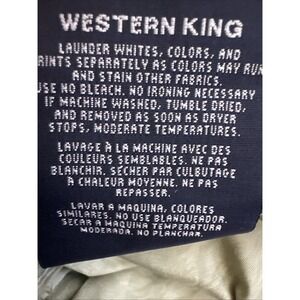 WESTERN KING
LAUNDER WHITES, COLORS, AND
RINTS SEPARATELY AS COLORS MAY RUN
AND STAIN OTHER FABRICS.
USE NO BLEACH. NO IRONING NECESSARY
IF MACHINE WASHED, TUMBLE DRIED,
AND REMOVED AS SOON AS DRYER
STOPS, MODERATE TEMPERATURES.
LAVAGE À LA MACHINE AVEC DES
COULEURS SEMBLABLES. NE PAS
BLANCHIR. SÉCHER PAR CULBUTAGE
A CHALEUR MOYENNE. NE PAS
REPASSER.
LAVAR A MAQUINA, COLORES
SIMILARES. NO USE BLANQUEADOR.
SECAR A MAQUINA TEMPERATURA
MODERADA. NO PLANCHAR.